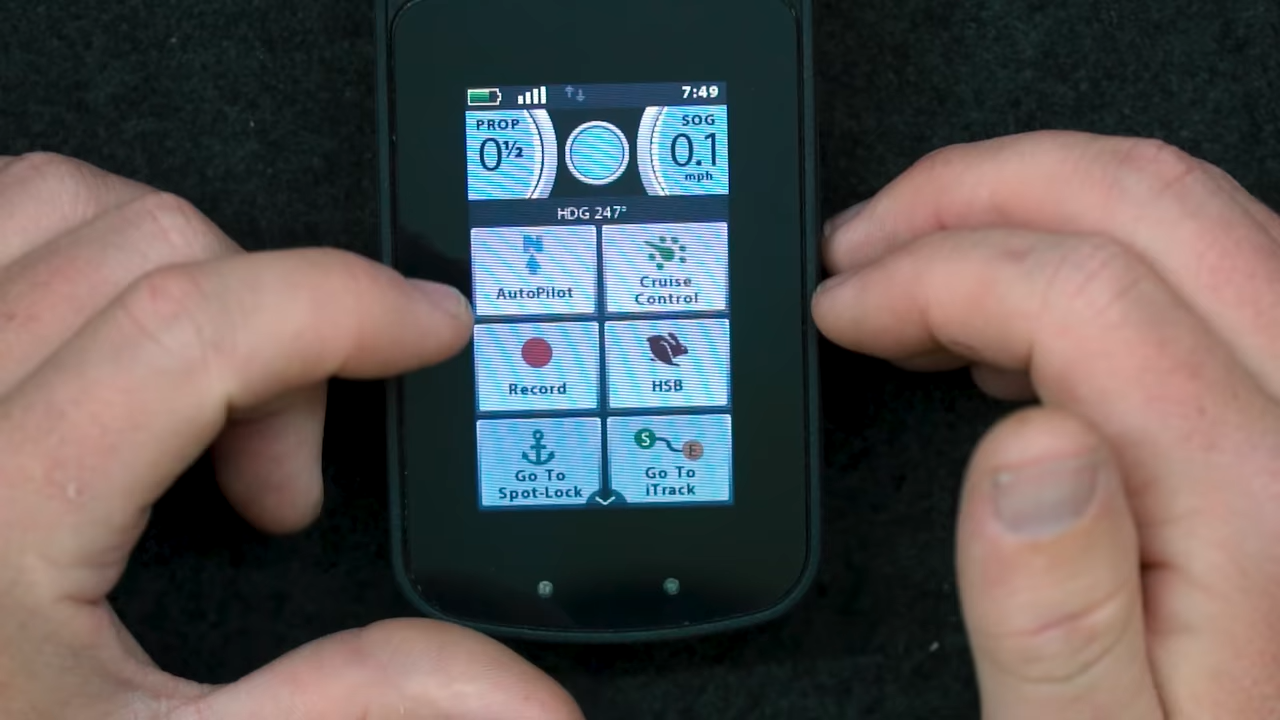 7:49
PROP
0½
SOG
0.1
mph
HDG 247°
N
AutoPilot
Cruise
Control
Record
HSB
Go To
Spot-Lock
S
E
Go To
iTrack